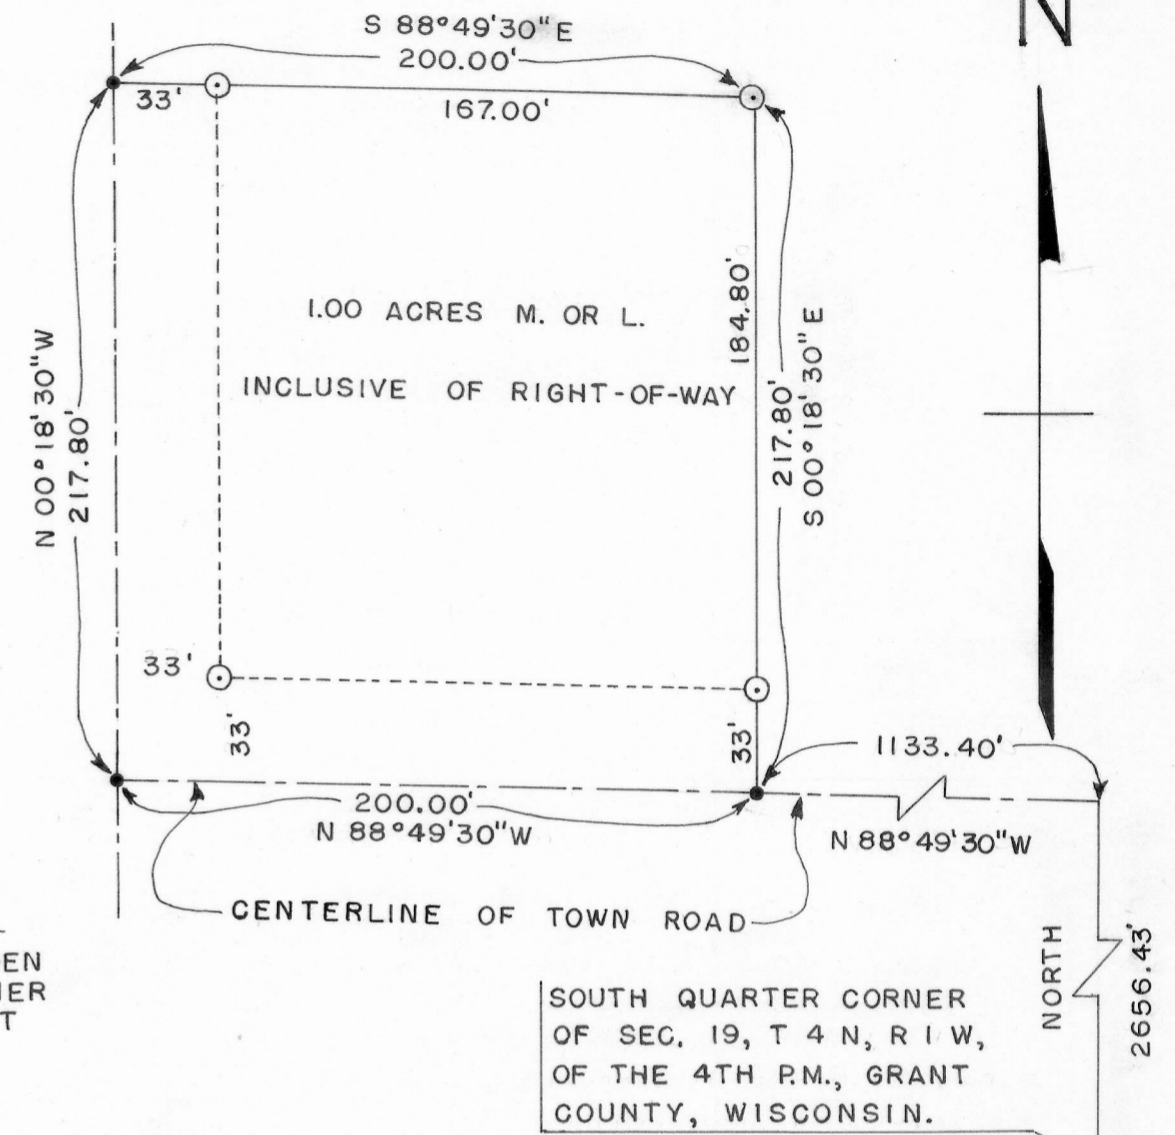 N
S 88°49'30"E
200.00'
33'
167.00'
184.80'
217.80'
S 00°18'30"E
N 00°18'30"W
217.80'
1.00 ACRES M. OR L.
INCLUSIVE OF RIGHT-OF-WAY
33'
33'
33'
1133.40'
200.00'
N 88°49'30"W
N 88°49'30"W
CENTERLINE OF TOWN ROAD
NORTH
2656.43'
EN
T
SOUTH QUARTER CORNER
OF SEC. 19, T 4 N, R 1 W,
OF THE 4TH P.M., GRANT
COUNTY, WISCONSIN.